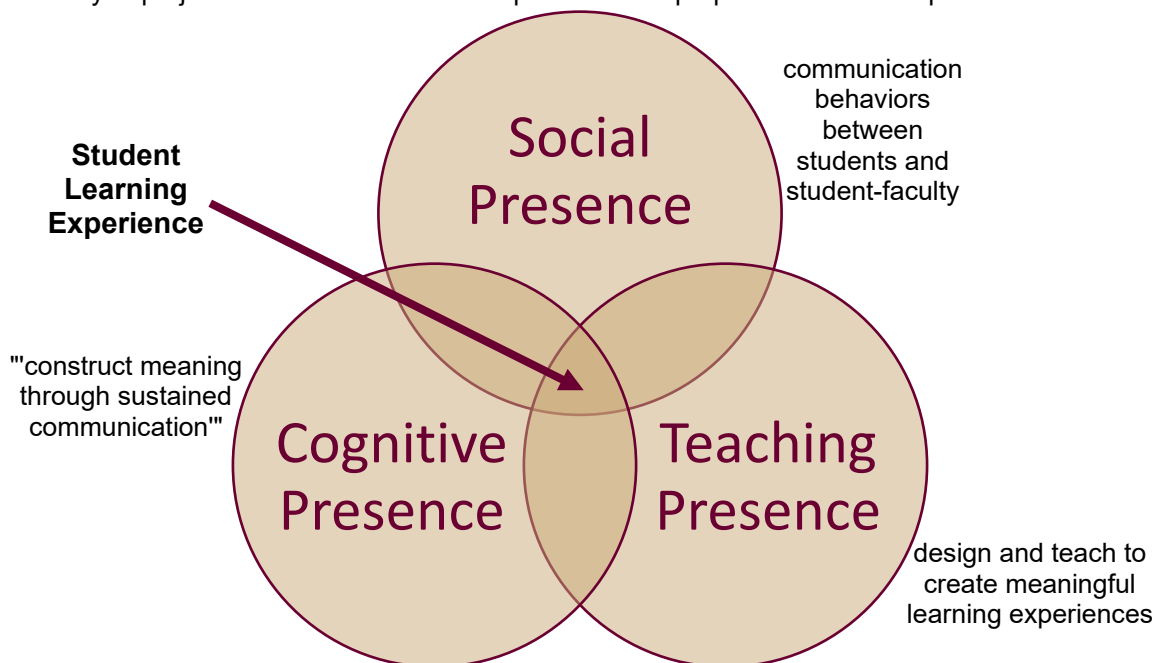 communication
behaviors
between
students and
student-faculty
Social
Presence
Student
Learning
Experience
"'construct meaning
through sustained
communication'"
Cognitive
Presence
Teaching
Presence
design and teach to
create meaningful
learning experiences